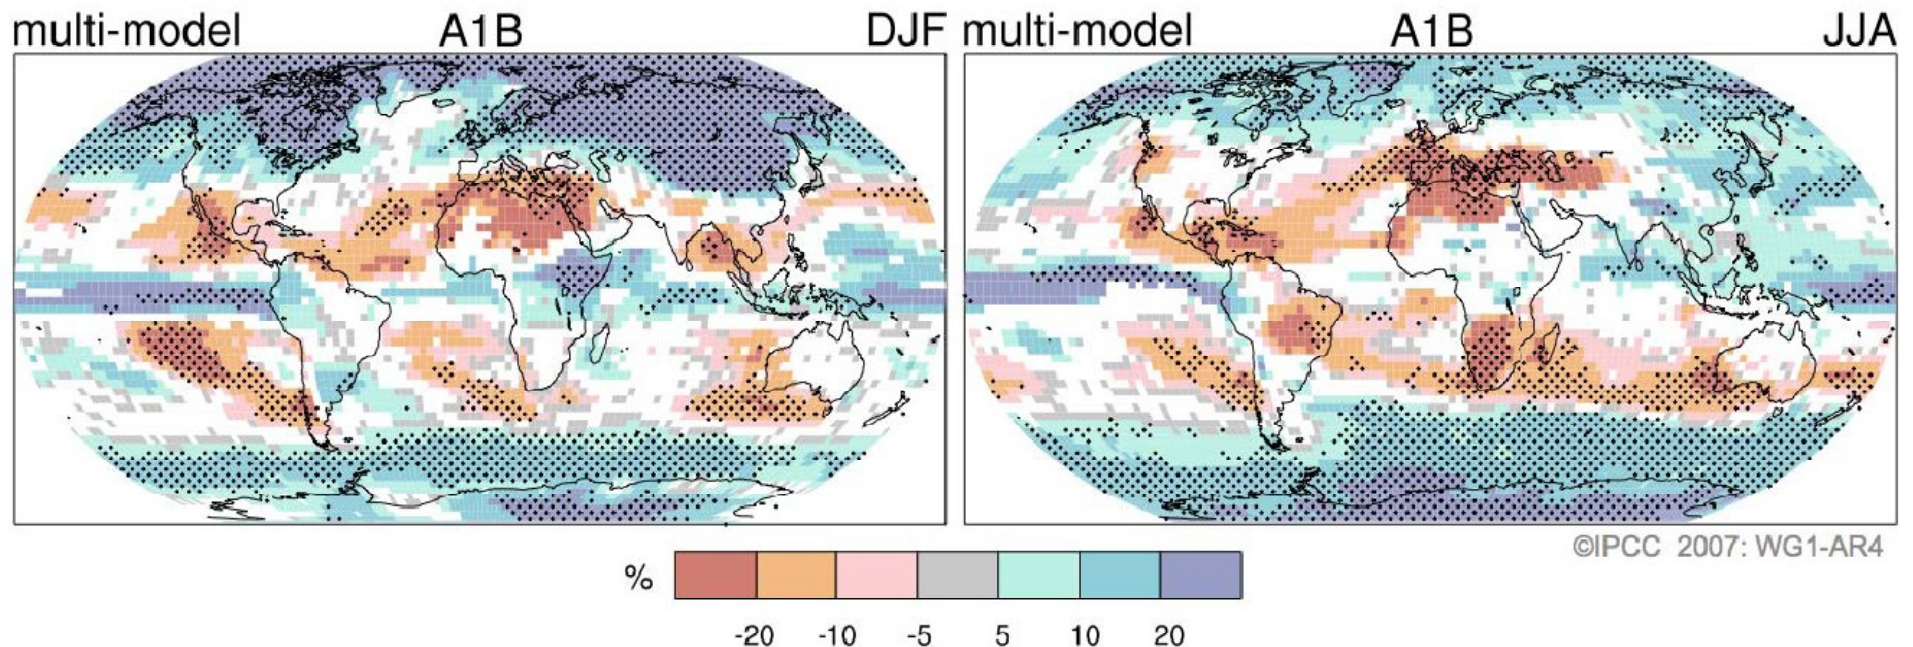 multi-model A1B DJF
multi-model A1B JJA
©IPCC 2007: WG1-AR4
%
-20 -10 -5 5 10 20